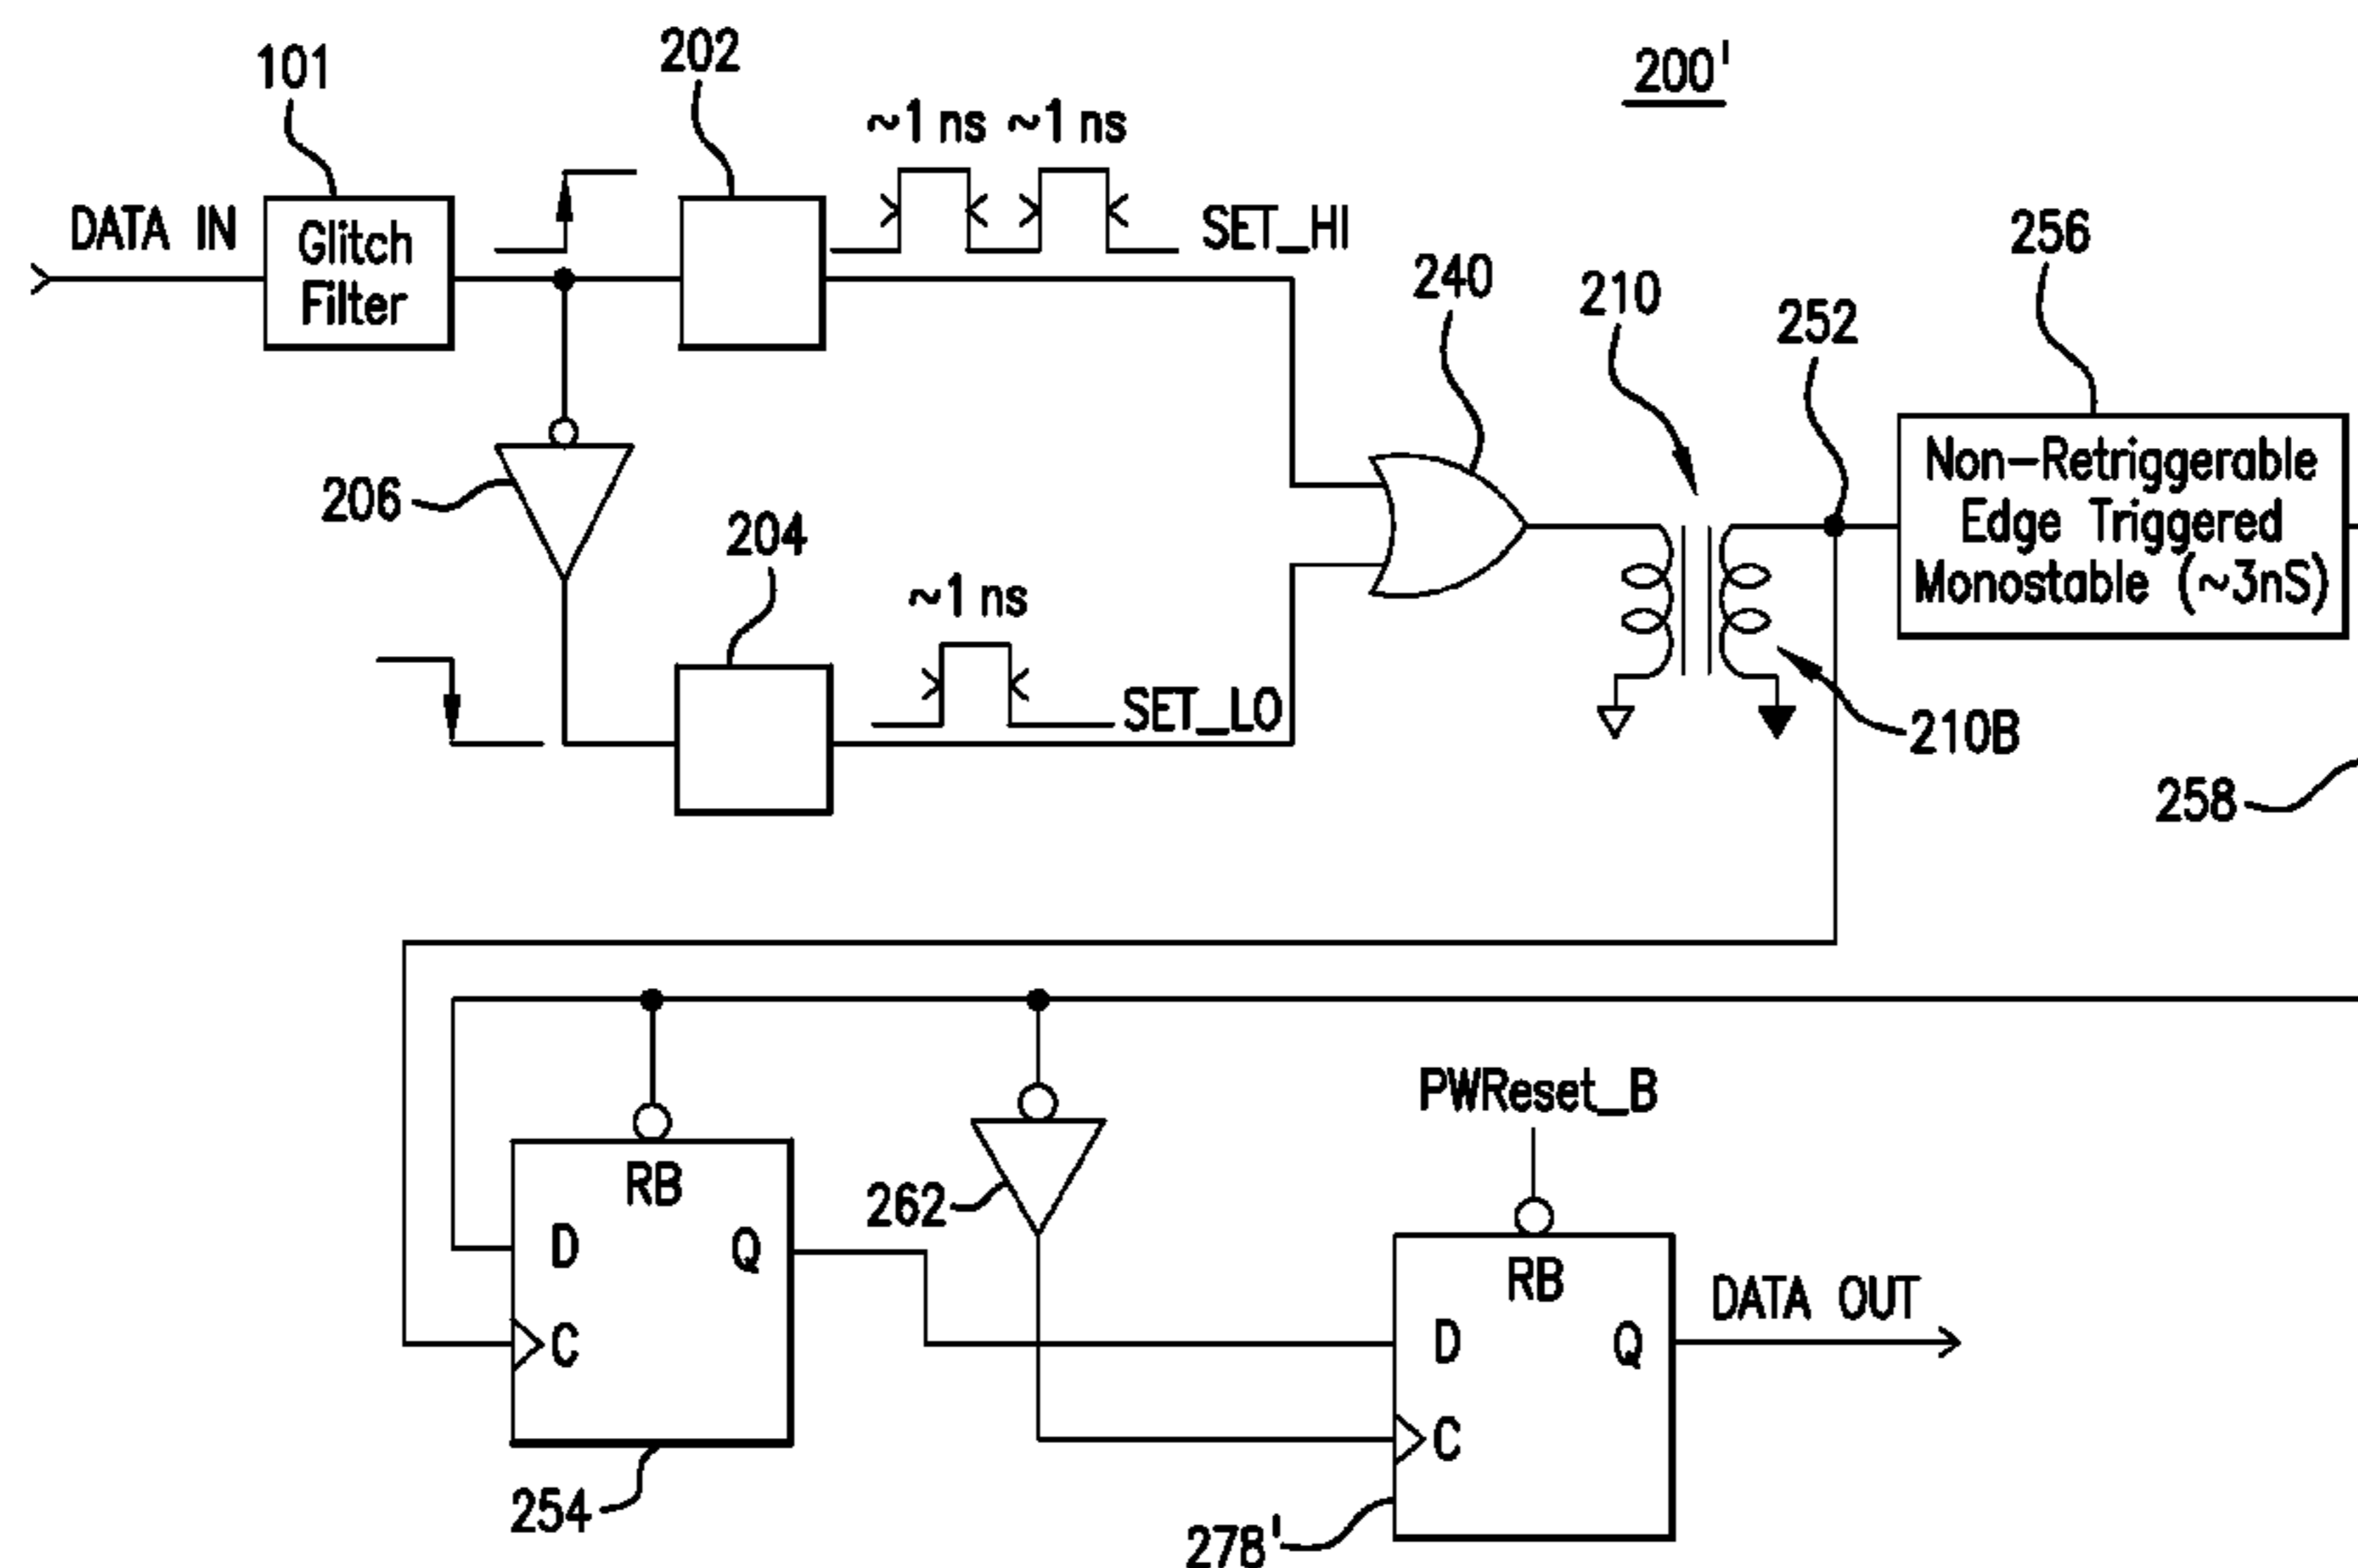 101
202
200'
~1 ns ~1 ns
DATA IN
Glitch
Filter
SET_HI
256
240
210
252
Non-Retriggerable
Edge Triggered
Monostable (~3nS)
206
204
~1 ns
SET_LO
210B
258
PWReset_B
RB
262
D
Q
RB
DATA OUT
C
D
Q
C
254
278'